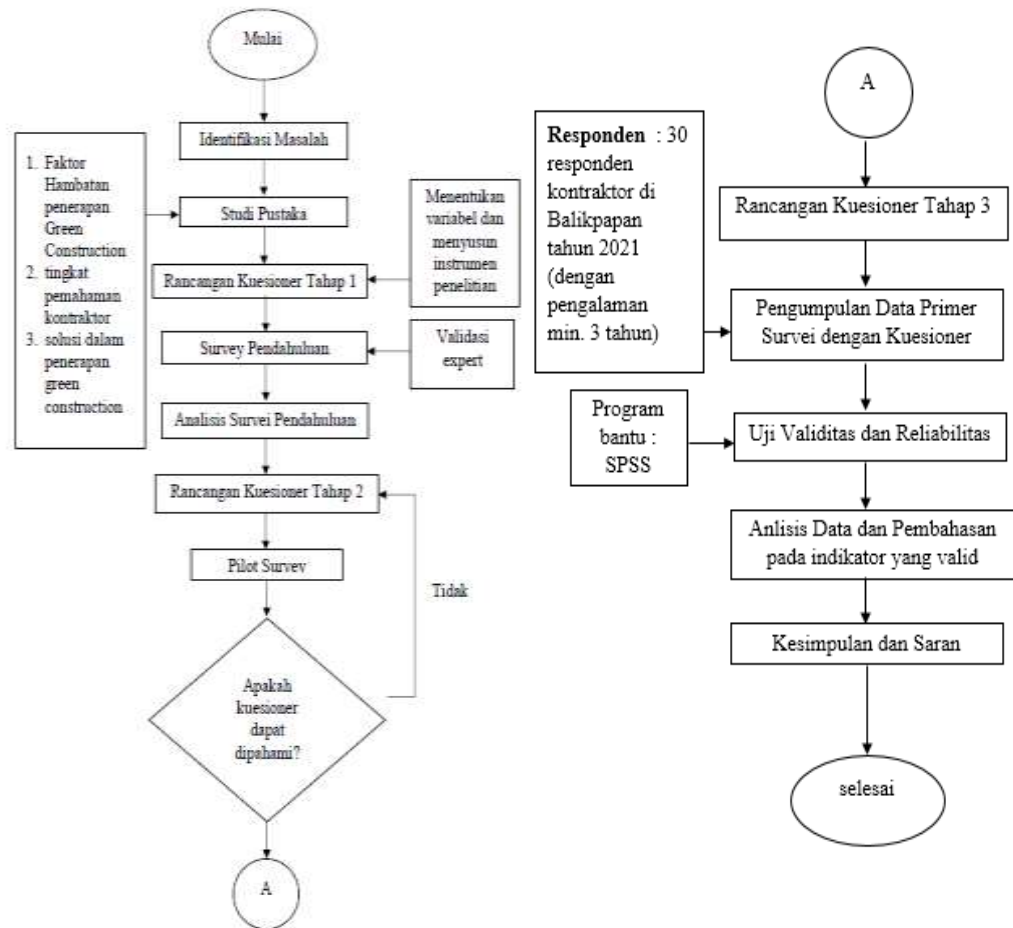 Mulai
Identifikasi Masalah
1. Faktor
Hambatan
penerapan
Green
Construction
2. tingkat
pemahaman
kontraktor
3. solusi dalam
penerapan
green
construction
Studi Pustaka
Menentukan
variabel dan
menyusun
instrumen
penelitian
Rancangan Kuesioner Tahap 1
Survey Pendahuluan
Validasi
expert
Analisis Survei Pendahuluan
Rancangan Kuesioner Tahap 2
Pilot Survey
Tidak
Apakah
kuesioner
dapat
dipahami?
A
A
Rancangan Kuesioner Tahap 3
Responden : 30
responden
kontraktor di
Balikpapan
tahun 2021
(dengan
pengalaman
min. 3 tahun)
Pengumpulan Data Primer
Survei dengan Kuesioner
Program
bantu :
SPSS
Uji Validitas dan Reliabilitas
Anlisis Data dan Pembahasan
pada indikator yang valid
Kesimpulan dan Saran
selesai